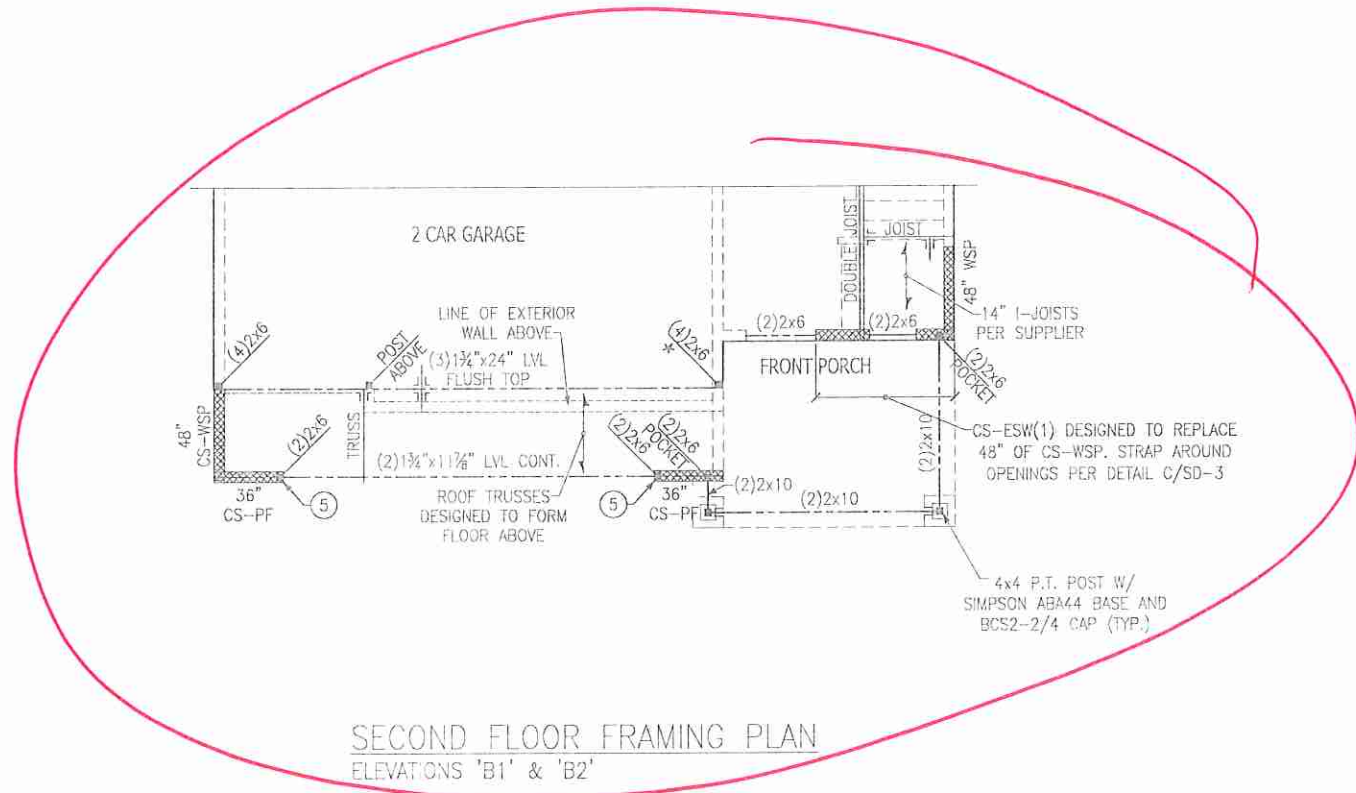 2 CAR GARAGE
DOUBLE JOIST
JOIST
48" WSP
14" I-JOISTS
PER SUPPLIER
LINE OF EXTERIOR
WALL ABOVE
(4)2x6
POST
ABOVE
(3)1¾"x24" LVL
FLUSH TOP
(4)2x6
*
(2)2x6
(2)2x6
FRONT PORCH
(2)2x6
POCKET
48"
CS-WSP
(2)2x6
TRUSS
(2)1¾"x11⅞" LVL CONT.
(2)2x6
(2)2x6
POCKET
(2)2x10
CS-ESW(1) DESIGNED TO REPLACE
48" OF CS-WSP. STRAP AROUND
OPENINGS PER DETAIL C/SD-3
36"
CS-PF
5
ROOF TRUSSES
DESIGNED TO FORM
FLOOR ABOVE
5
36"
CS-PF
(2)2x10
(2)2x10
4x4 P.T. POST W/
SIMPSON ABA44 BASE AND
BCS2-2/4 CAP (TYP.)
SECOND FLOOR FRAMING PLAN
ELEVATIONS 'B1' & 'B2'